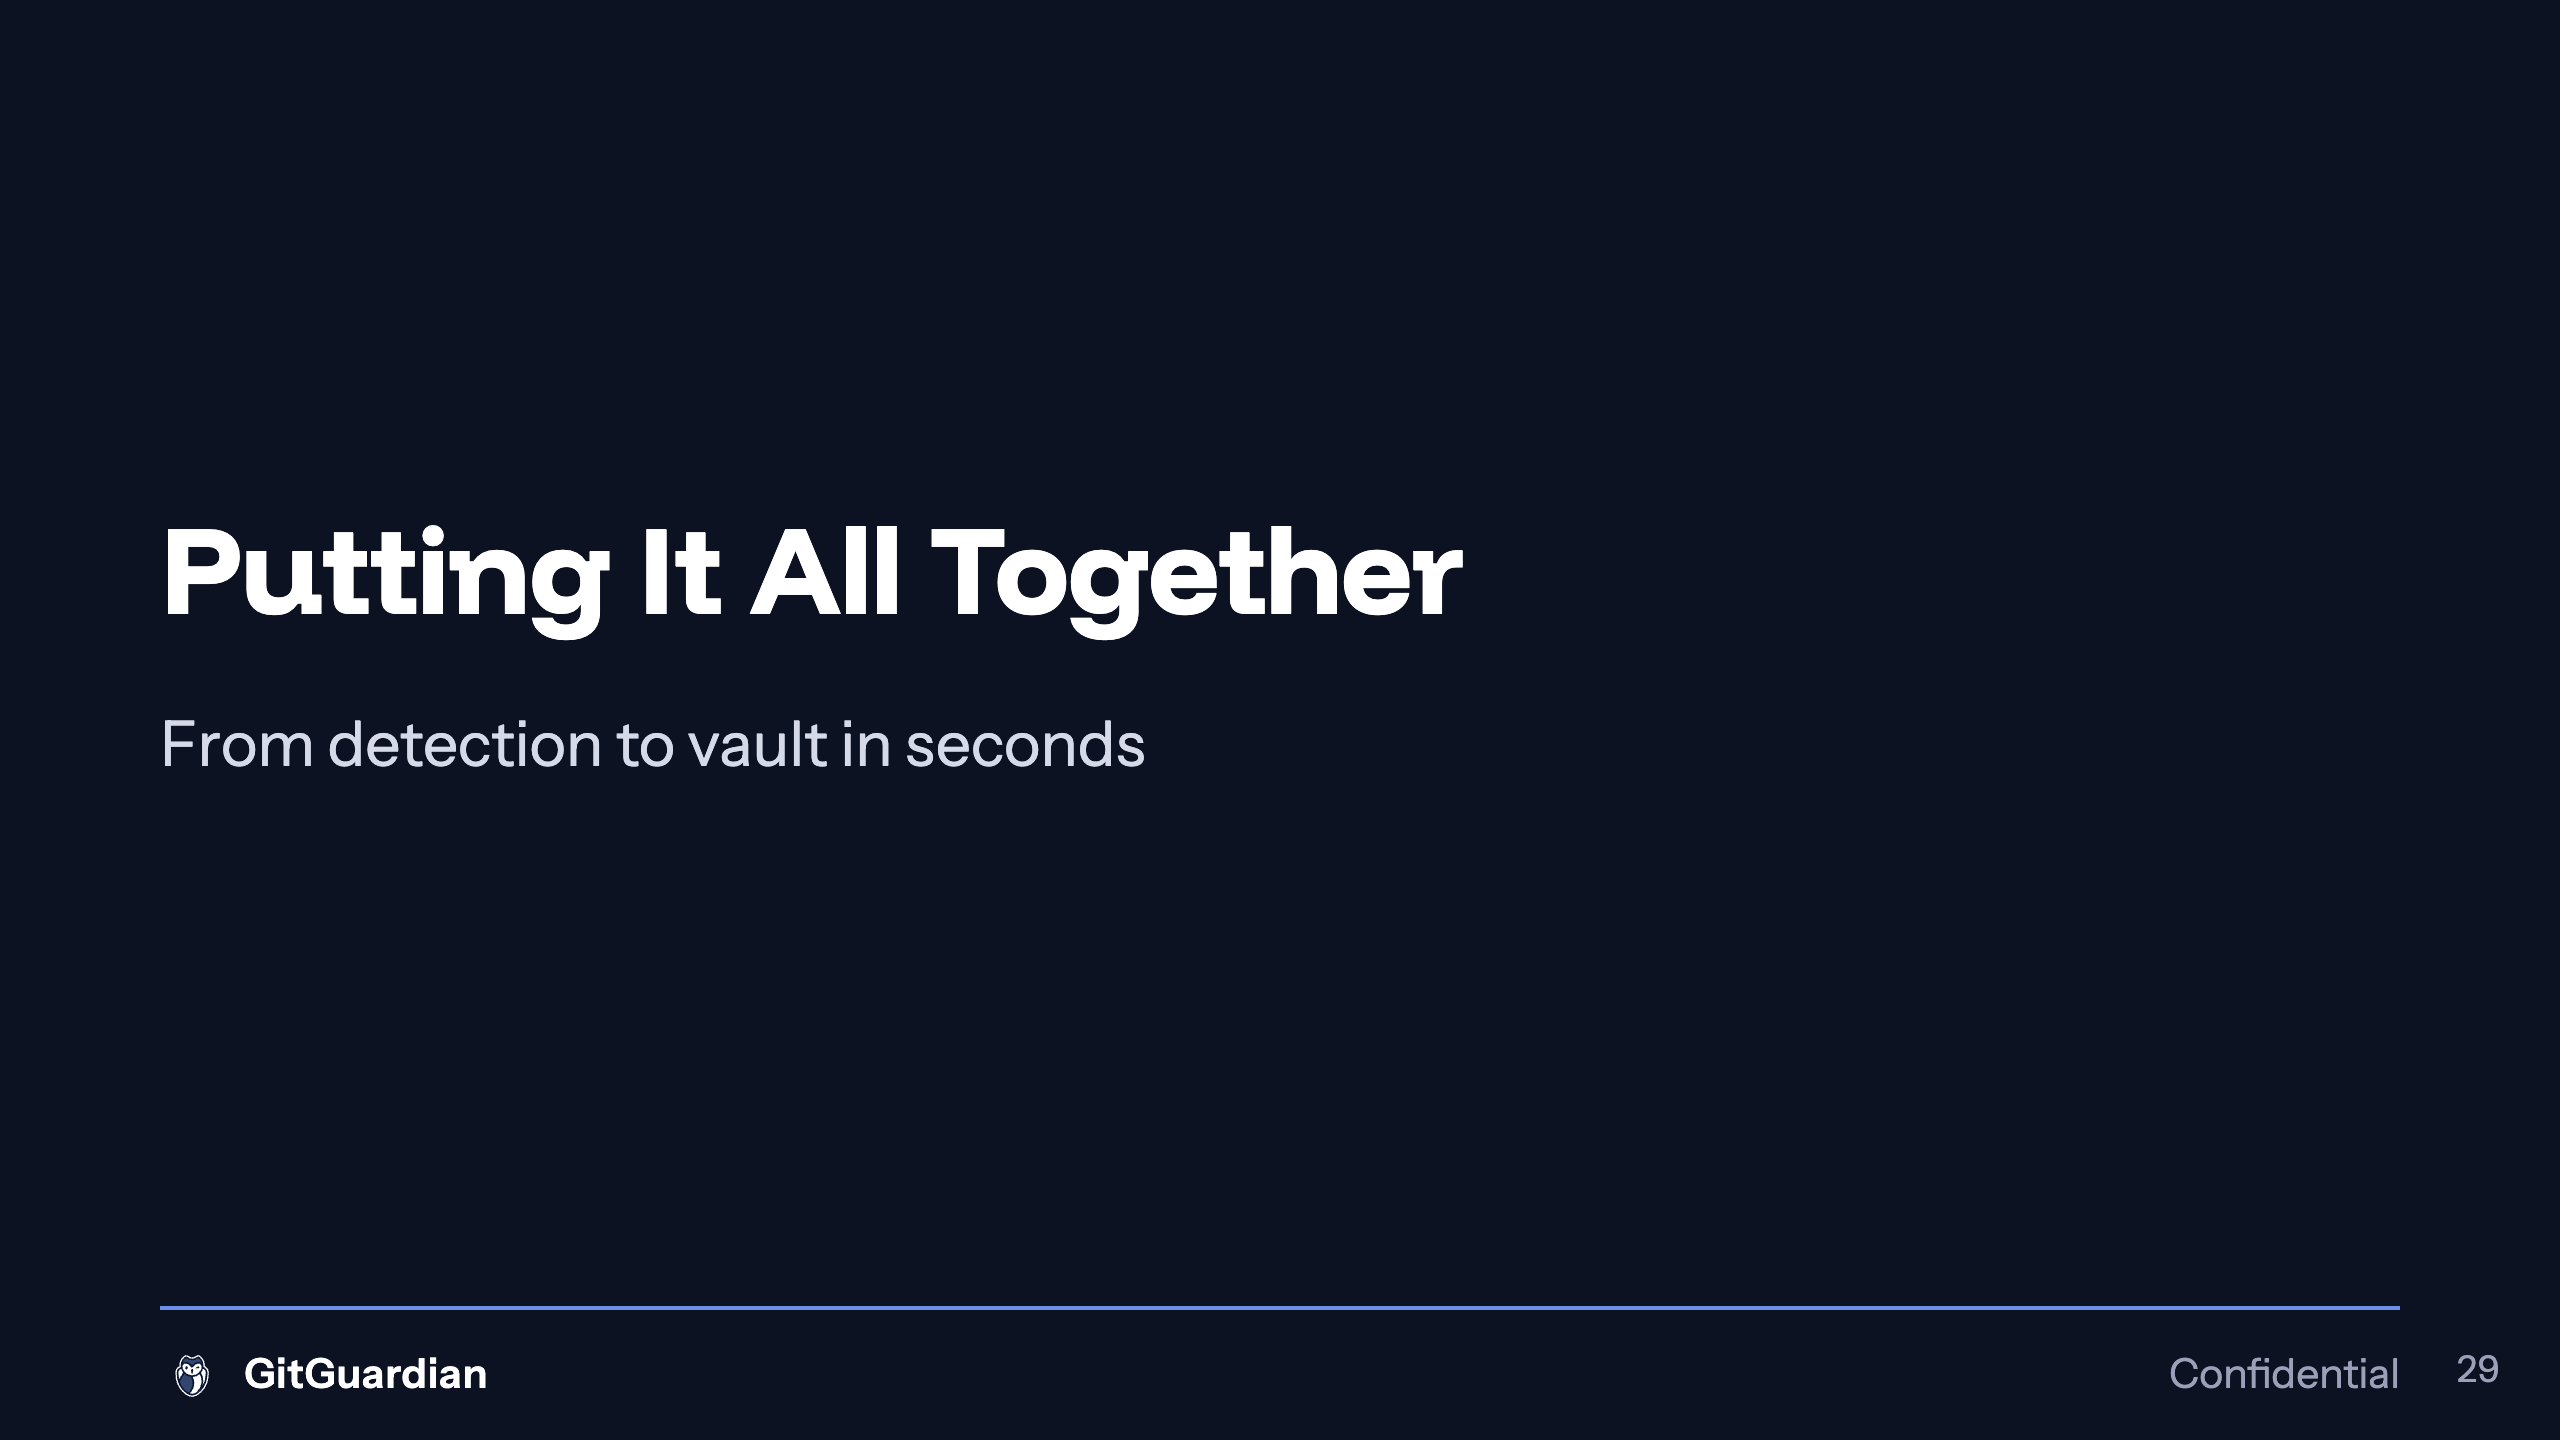 Putting It All Together
From detection to vault in seconds
GitGuardian
Confidential
29